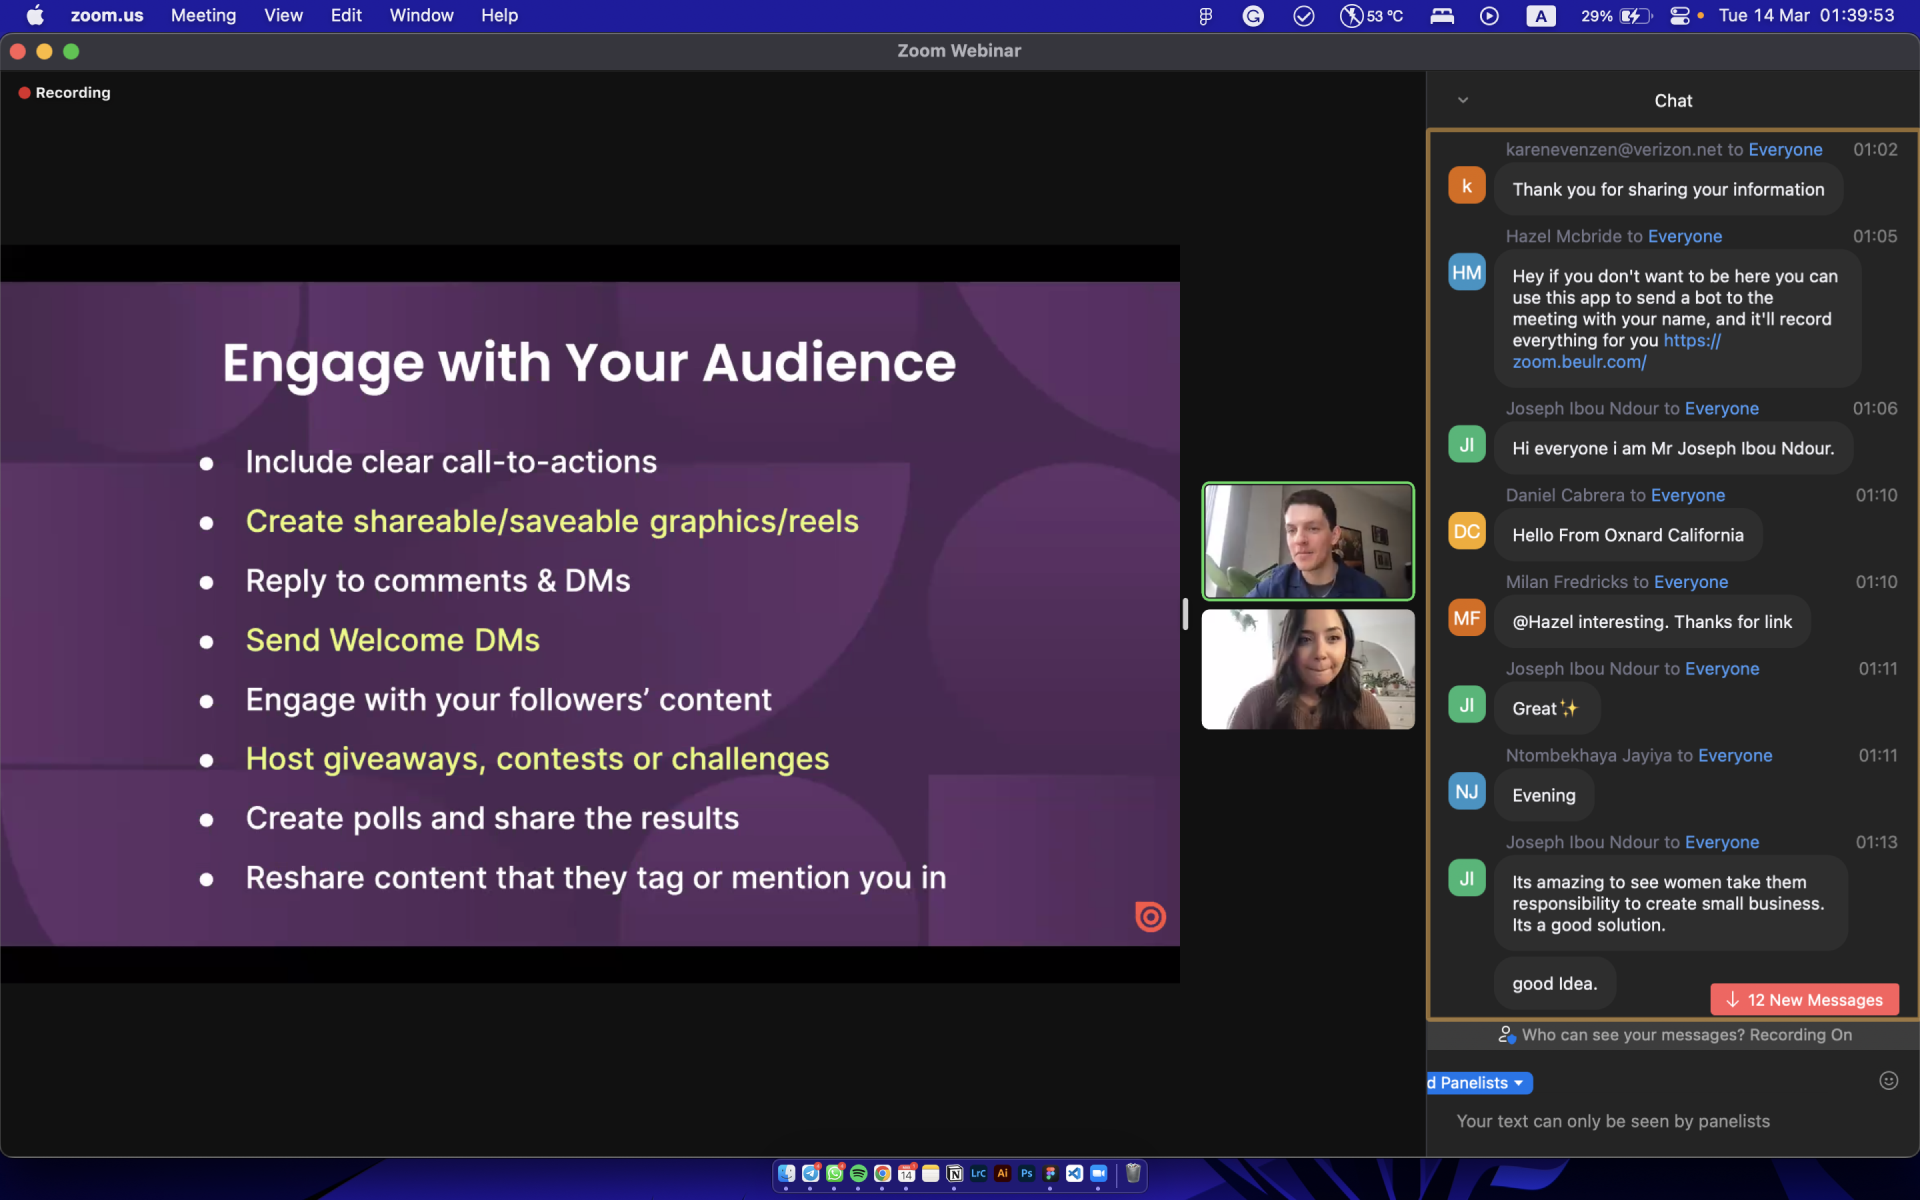 zoom.us Meeting View Edit Window Help 53 °C A 29% Tue 14 Mar 01:39:53
Zoom Webinar
Recording
Engage with Your Audience
Include clear call-to-actions
Create shareable/saveable graphics/reels
Reply to comments & DMs
Send Welcome DMs
Engage with your followers’ content
Host giveaways, contests or challenges
Create polls and share the results
Reshare content that they tag or mention you in
Chat
karenevenzen@verizon.net to Everyone 01:02
k
Thank you for sharing your information
Hazel Mcbride to Everyone 01:05
HM
Hey if you don't want to be here you can
use this app to send a bot to the
meeting with your name, and it'll record
everything for you https://
zoom.beulr.com/
Joseph Ibou Ndour to Everyone 01:06
JI
Hi everyone i am Mr Joseph Ibou Ndour.
Daniel Cabrera to Everyone 01:10
DC
Hello From Oxnard California
Milan Fredricks to Everyone 01:10
MF
@Hazel interesting. Thanks for link
Joseph Ibou Ndour to Everyone 01:11
JI
Great✨
Ntombekhaya Jayiya to Everyone 01:11
NJ
Evening
Joseph Ibou Ndour to Everyone 01:13
JI
Its amazing to see women take them
responsibility to create small business.
Its a good solution.
good Idea.
↓ 12 New Messages
Who can see your messages? Recording On
d Panelists
Your text can only be seen by panelists
14 N Lrc Ai Ps